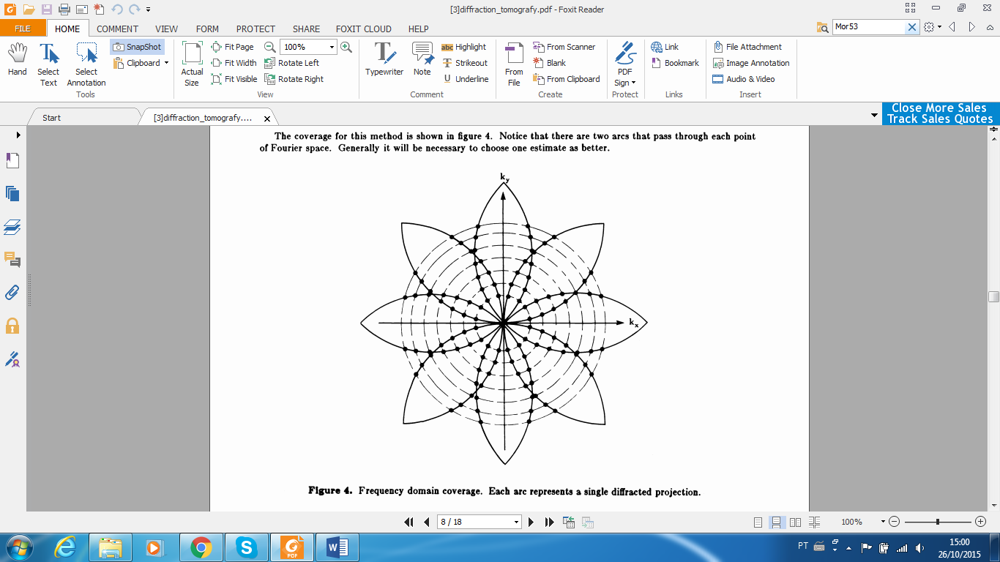 [3]diffraction_tomografy.pdf - Foxit Reader
FILE HOME COMMENT VIEW FORM PROTECT SHARE FOXIT CLOUD HELP
Mor53
Hand
Select Text
Select Annotation
SnapShot
Clipboard
Tools
Actual Size
Fit Page
Fit Width
Fit Visible
100%
Rotate Left
Rotate Right
View
Typewriter
Note
abc Highlight
T Strikeout
U Underline
Comment
From File
From Scanner
Blank
From Clipboard
Create
PDF Sign
Protect
Link
Bookmark
Links
File Attachment
Image Annotation
Audio & Video
Insert
Start
[3]diffraction_tomografy....
Close More Sales
Track Sales Quotes
The coverage for this method is shown in figure 4. Notice that there are two arcs that pass through each point
of Fourier space. Generally it will be necessary to choose one estimate as better.
ky
kx
Figure 4. Frequency domain coverage. Each arc represents a single diffracted projection.
8 / 18
100%
PDF
PT
15:00
26/10/2015